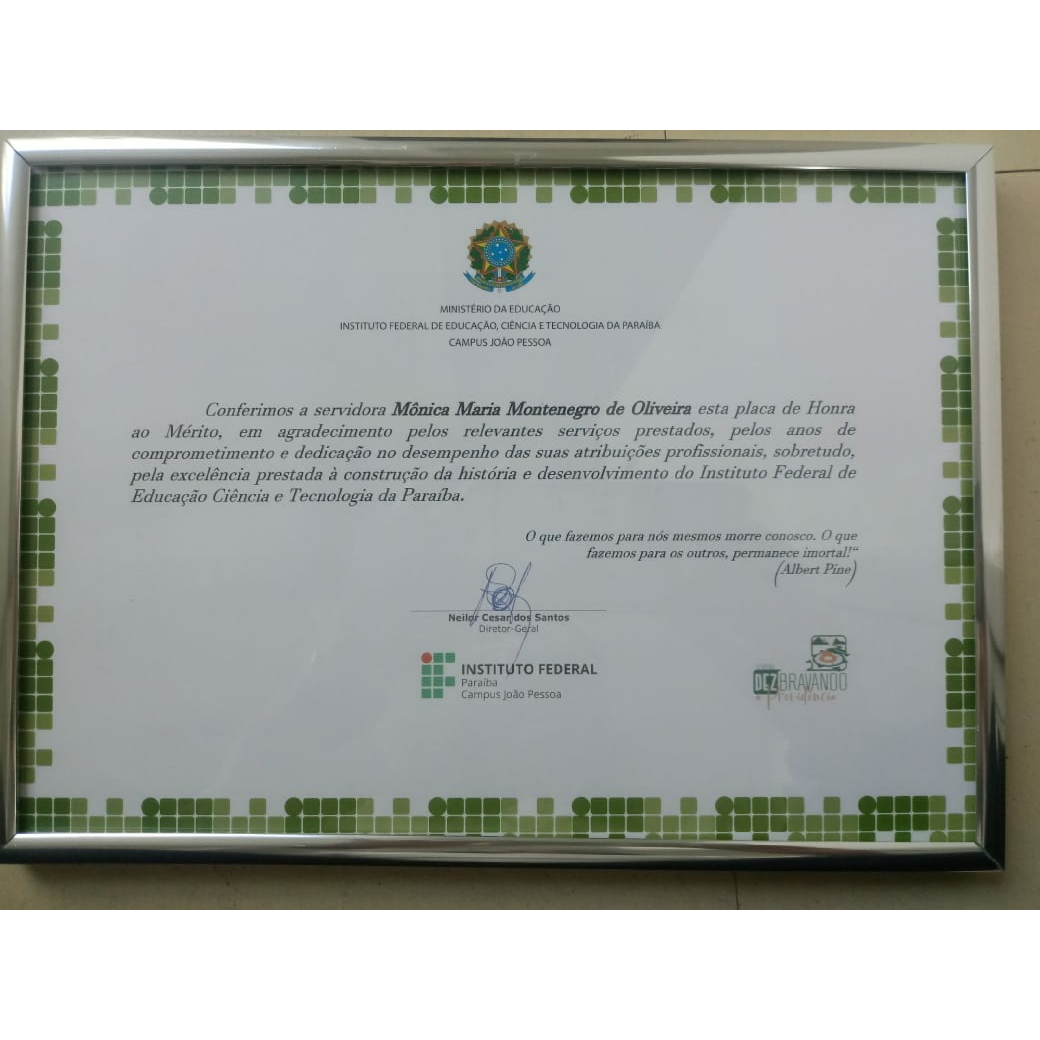 MINISTÉRIO DA EDUCAÇÃO
INSTITUTO FEDERAL DE EDUCAÇÃO, CIÊNCIA E TECNOLOGIA DA PARAÍBA
CAMPUS JOÃO PESSOA
Conferimos a servidora Mônica Maria Montenegro de Oliveira esta placa de Honra
ao Mérito, em agradecimento pelos relevantes serviços prestados, pelos anos de
comprometimento e dedicação no desempenho das suas atribuições profissionais, sobretudo,
pela excelência prestada à construção da história e desenvolvimento do Instituto Federal de
Educação Ciência e Tecnologia da Paraíba.
O que fazemos para nós mesmos morre conosco. O que
fazemos para os outros, permanece imortal!“
(Albert Pine)
Neilor Cesar dos Santos
Diretor-Geral
INSTITUTO FEDERAL
Paraíba
Campus João Pessoa
DEZBRAVANDO
a Previdência